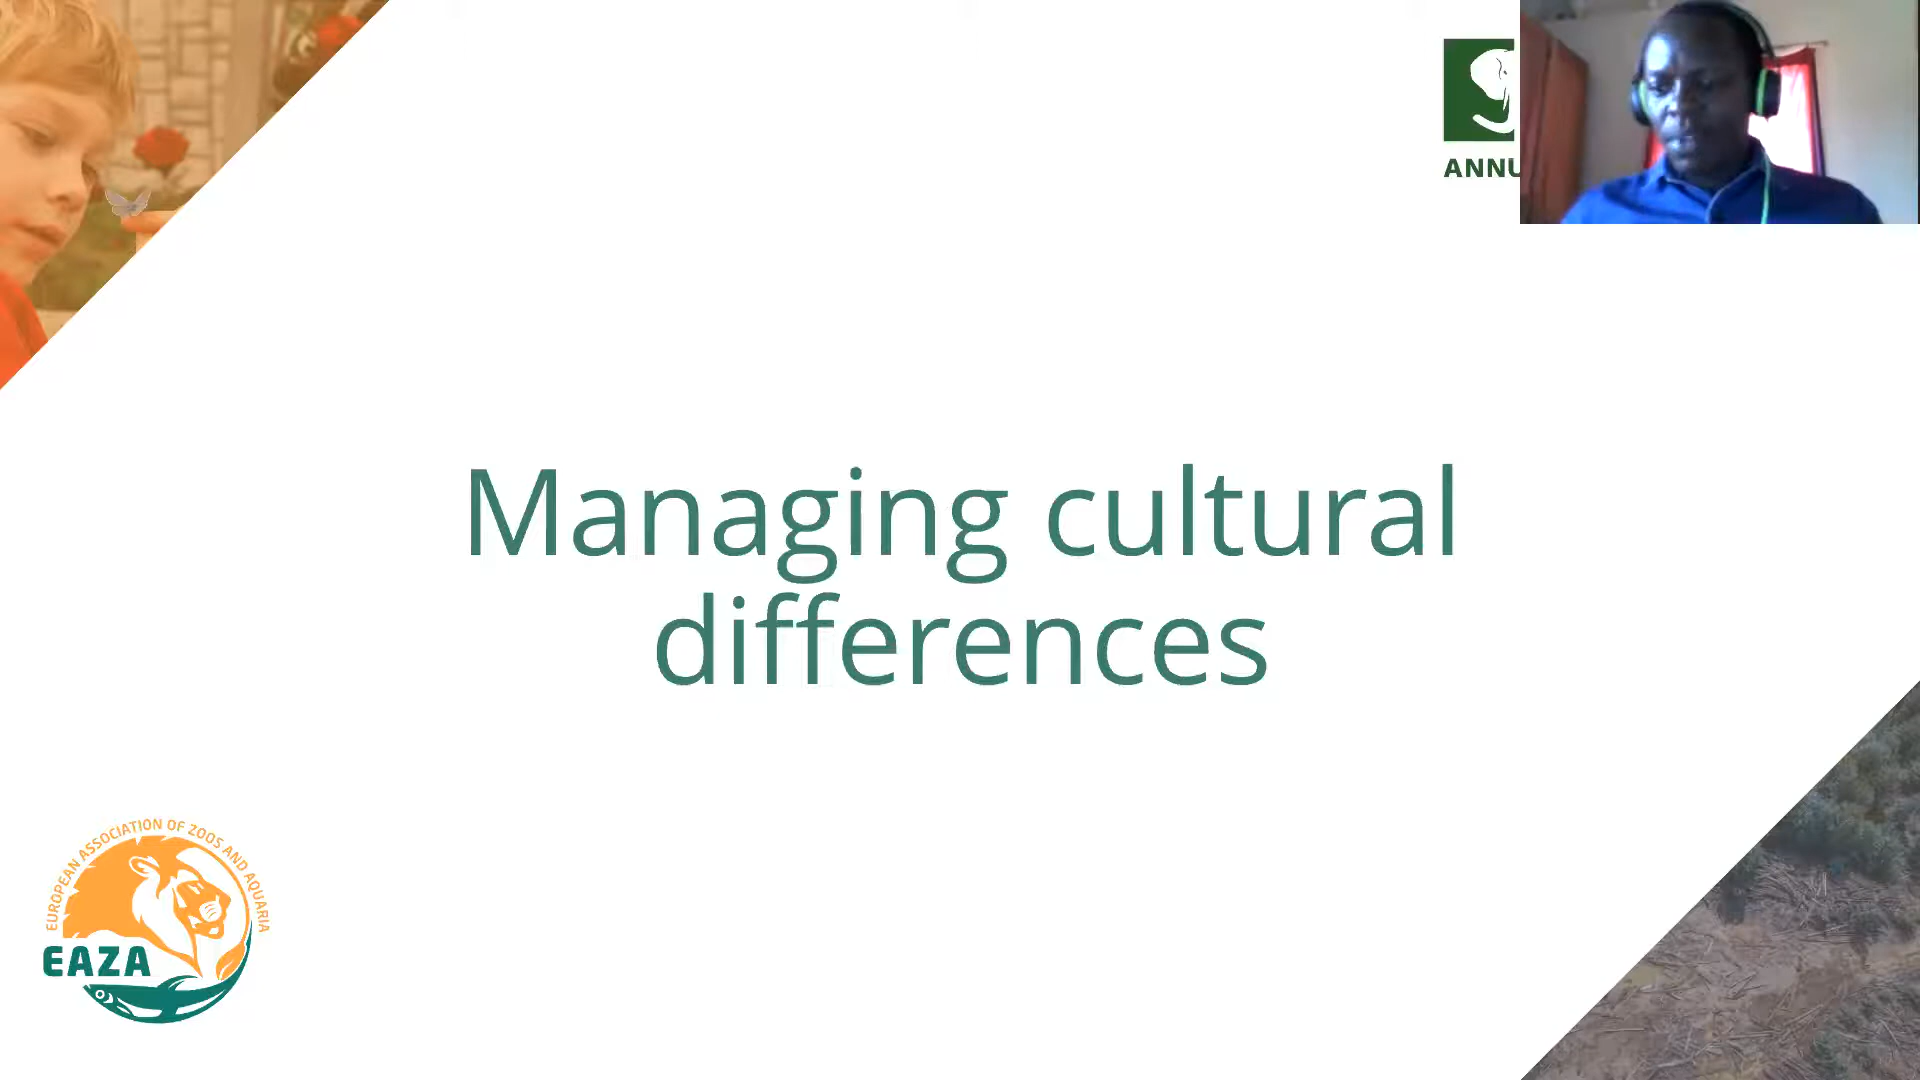 ANNU
Managing cultural
differences
EUROPEAN ASSOCIATION OF ZOOS AND AQUARIA
EAZA